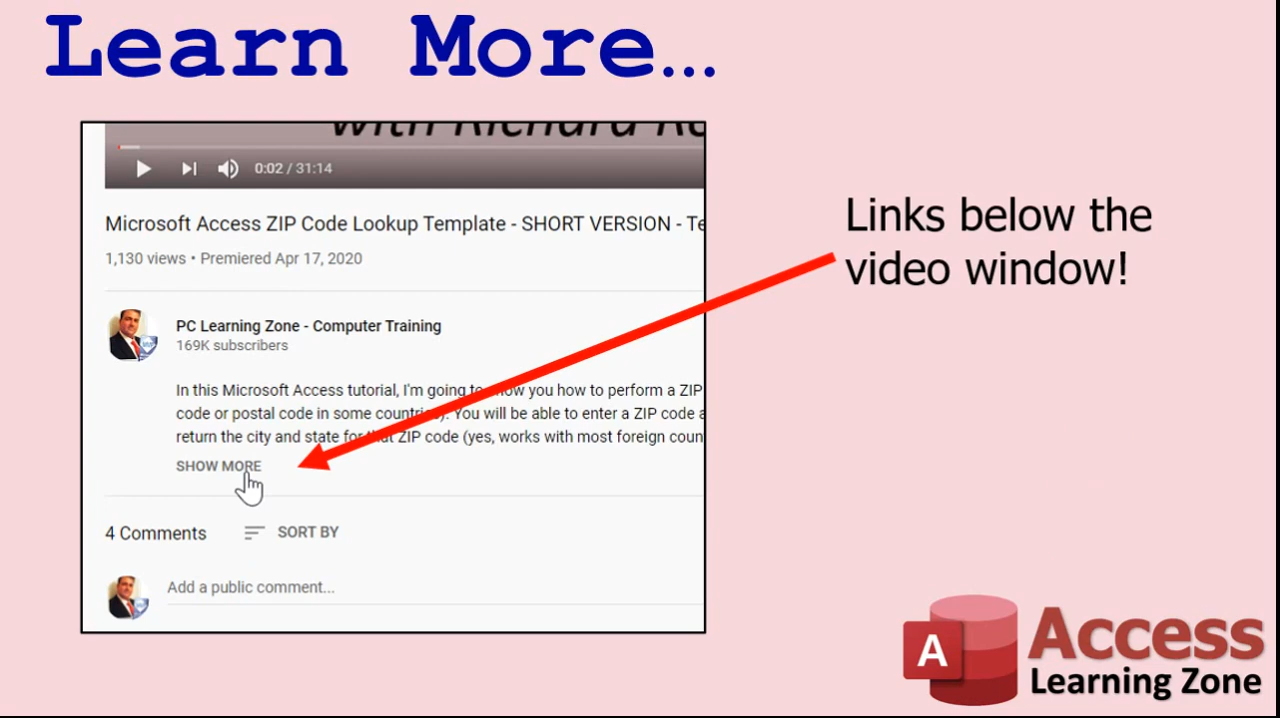 Learn More...
with Richard
0:02 / 31:14
Microsoft Access ZIP Code Lookup Template - SHORT VERSION -
1,130 views • Premiered Apr 17, 2020
PC Learning Zone - Computer Training
169K subscribers
In this Microsoft Access tutorial, I'm going to show you how to perform a ZIP
code or postal code in some countries). You will be able to enter a ZIP code
return the city and state for that ZIP code (yes, works with most foreign
SHOW MORE
4 Comments
SORT BY
Add a public comment...
Links below the
video window!
A
Access
Learning Zone